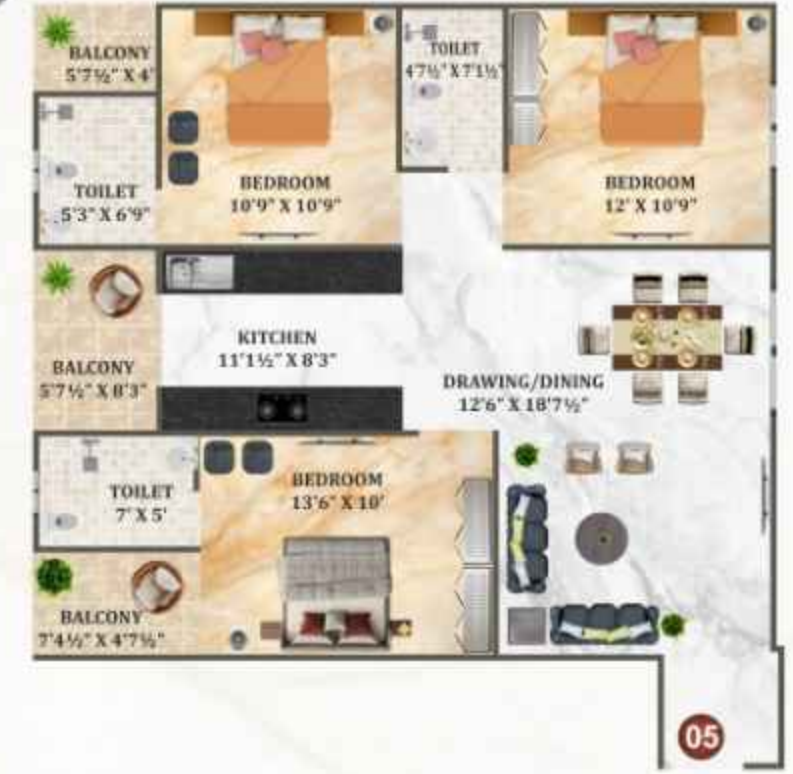 BALCONY
5'7½" X 4'
TOILET
4'7½" X 7'1½"
TOILET
5'3" X 6'9"
BEDROOM
10'9" X 10'9"
BEDROOM
12' X 10'9"
KITCHEN
11'1½" X 8'3"
BALCONY
5'7½" X 8'3"
DRAWING/DINING
12'6" X 18'7½"
BEDROOM
13'6" X 10'
TOILET
7' X 5'
BALCONY
7'4½" X 4'7½"
05